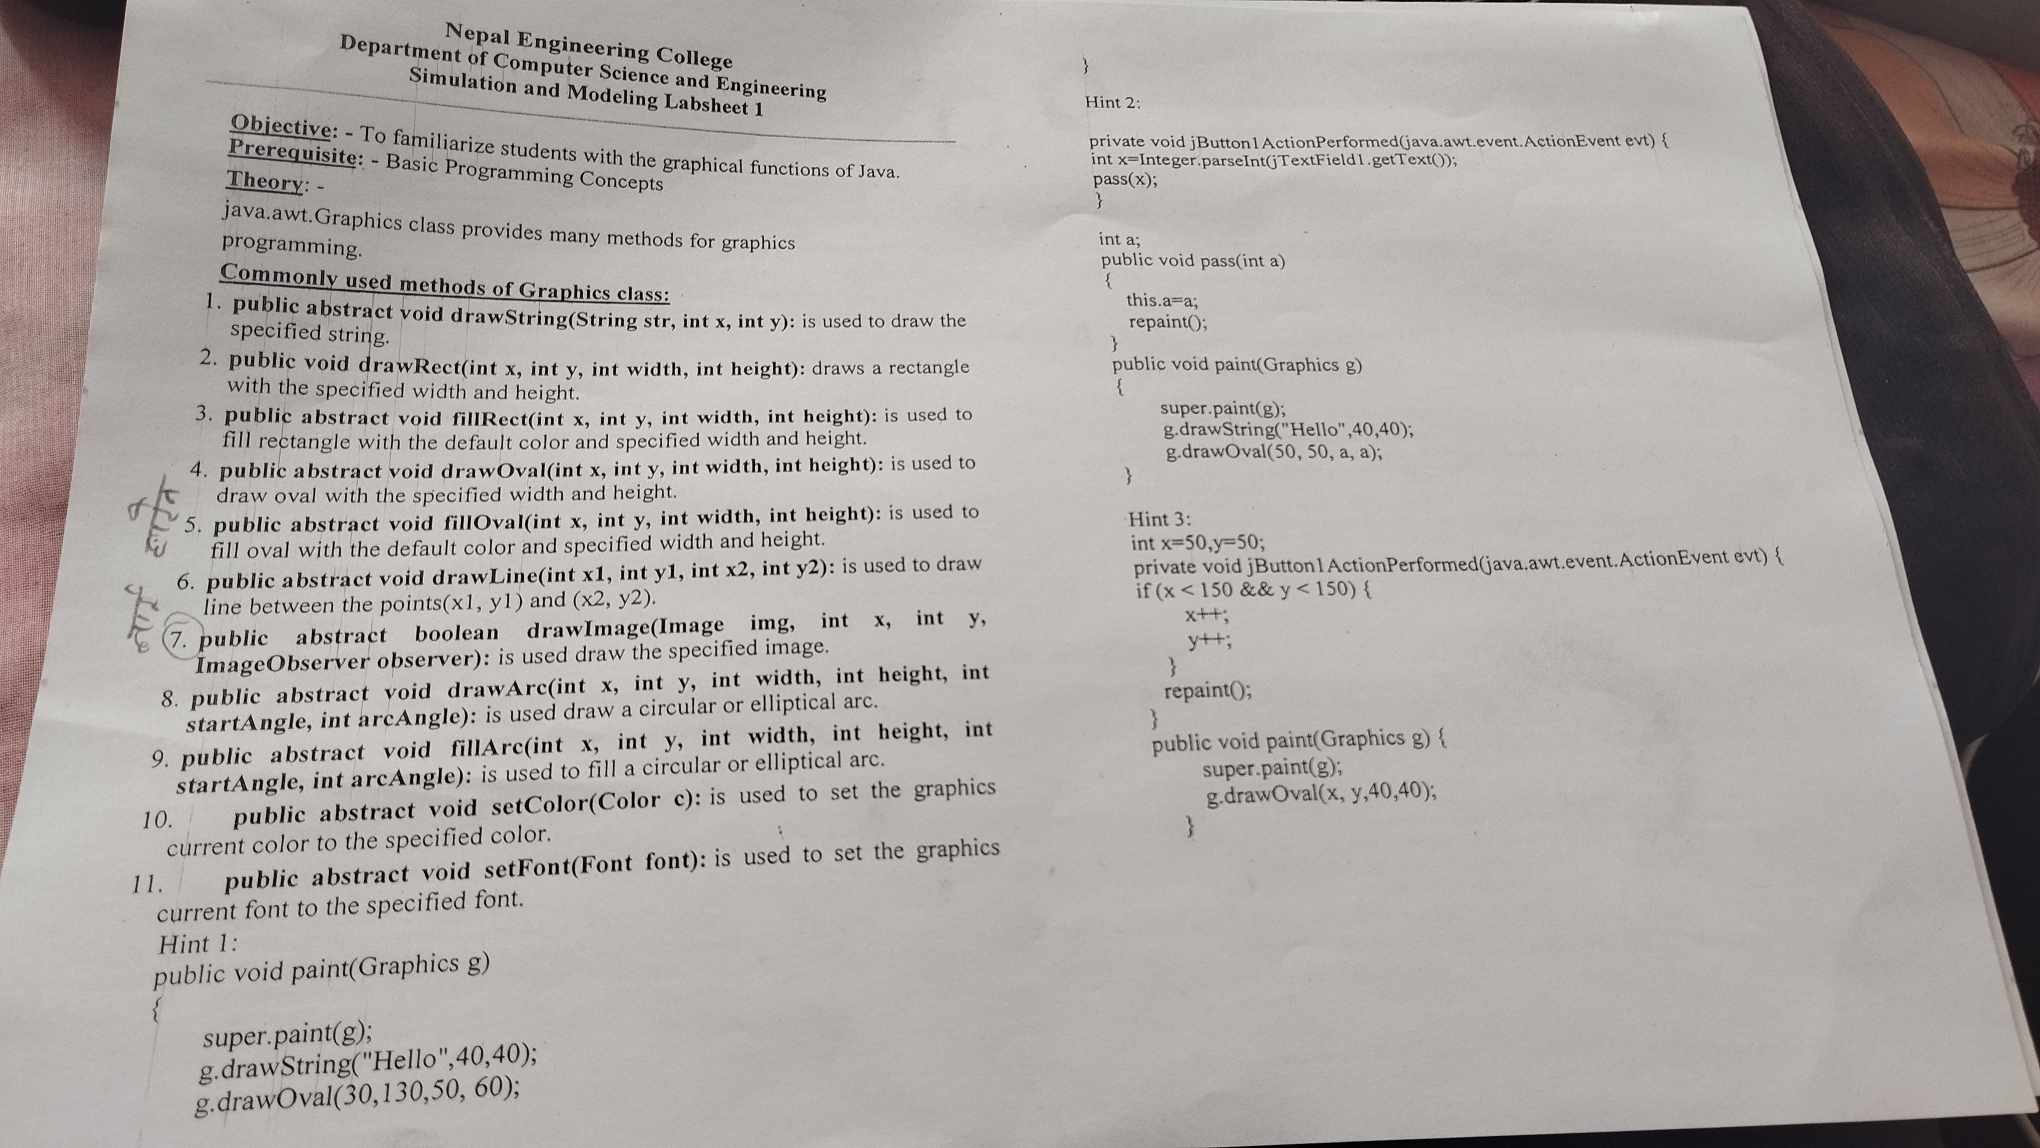 Nepal Engineering College
Department of Computer Science and Engineering
Simulation and Modeling Labsheet 1
Objective: - To familiarize students with the graphical functions of Java.
Prerequisite: - Basic Programming Concepts
Theory: -
java.awt.Graphics class provides many methods for graphics
programming.
Commonly used methods of Graphics class:
1. public abstract void drawString(String str, int x, int y): is used to draw the
specified string.
2. public void drawRect(int x, int y, int width, int height): draws a rectangle
with the specified width and height.
3. public abstract void fillRect(int x, int y, int width, int height): is used to
fill rectangle with the default color and specified width and height.
4. public abstract void drawOval(int x, int y, int width, int height): is used to
draw oval with the specified width and height.
5. public abstract void fillOval(int x, int y, int width, int height): is used to
fill oval with the default color and specified width and height.
6. public abstract void drawLine(int x1, int y1, int x2, int y2): is used to draw
line between the points(x1, y1) and (x2, y2).
7. public abstract boolean drawImage(Image img, int x, int y,
ImageObserver observer): is used draw the specified image.
8. public abstract void drawArc(int x, int y, int width, int height, int
startAngle, int arcAngle): is used draw a circular or elliptical arc.
9. public abstract void fillArc(int x, int y, int width, int height, int
startAngle, int arcAngle): is used to fill a circular or elliptical arc.
10. public abstract void setColor(Color c): is used to set the graphics
current color to the specified color.
11. public abstract void setFont(Font font): is used to set the graphics
current font to the specified font.
Hint 1:
public void paint(Graphics g)
{
super.paint(g);
g.drawString("Hello",40,40);
g.drawOval(30,130,50, 60);
}
Hint 2:
private void jButton1ActionPerformed(java.awt.event.ActionEvent evt) {
int x=Integer.parseInt(jTextField1.getText());
pass(x);
}
int a;
public void pass(int a)
{
this.a=a;
repaint();
}
public void paint(Graphics g)
{
super.paint(g);
g.drawString("Hello",40,40);
g.drawOval(50, 50, a, a);
}
Hint 3:
int x=50,y=50;
private void jButton1ActionPerformed(java.awt.event.ActionEvent evt) {
if (x < 150 && y < 150) {
x++;
y++;
}
repaint();
}
public void paint(Graphics g) {
super.paint(g);
g.drawOval(x, y,40,40);
}